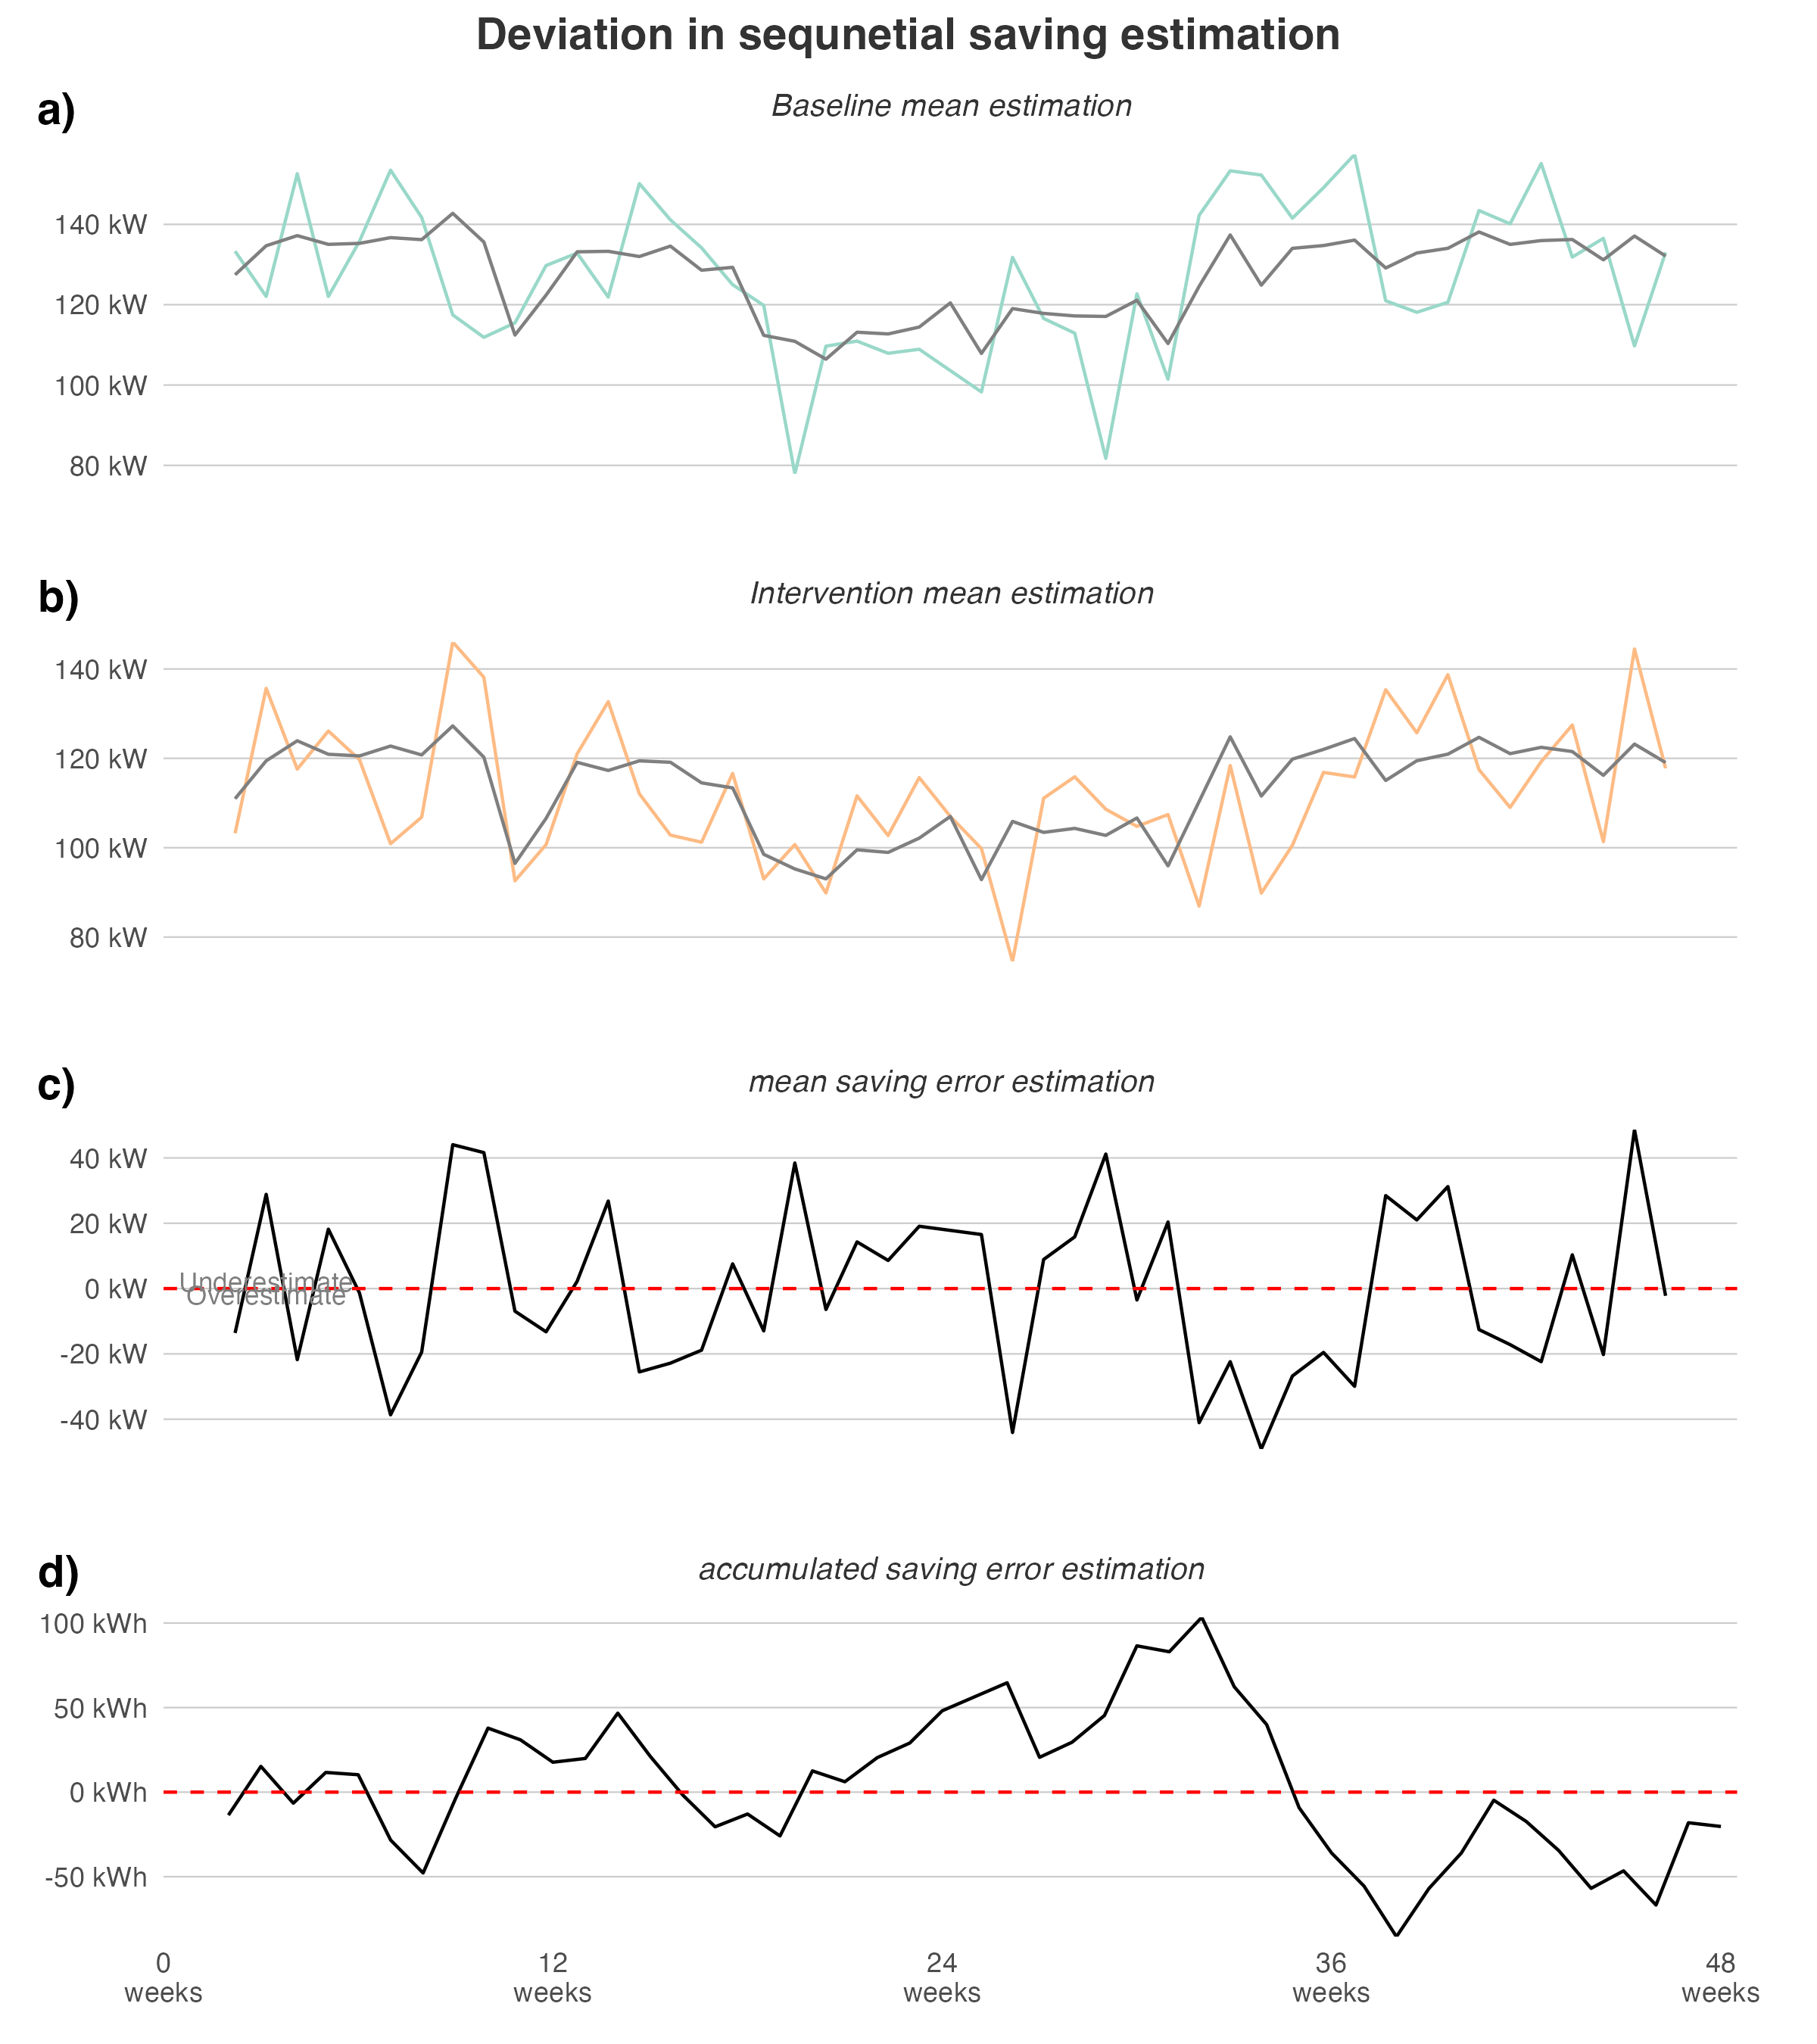 Deviation in sequnetial saving estimation
a)
Baseline mean estimation
140 kW
120 kW
100 kW
80 kW
b)
Intervention mean estimation
140 kW
120 kW
100 kW
80 kW
c)
mean saving error estimation
40 kW
20 kW
Underestimate
0 kW
Overestimate
-20 kW
-40 kW
d)
accumulated saving error estimation
100 kWh
50 kWh
0 kWh
-50 kWh
0 12 24 36 48
weeks weeks weeks weeks weeks